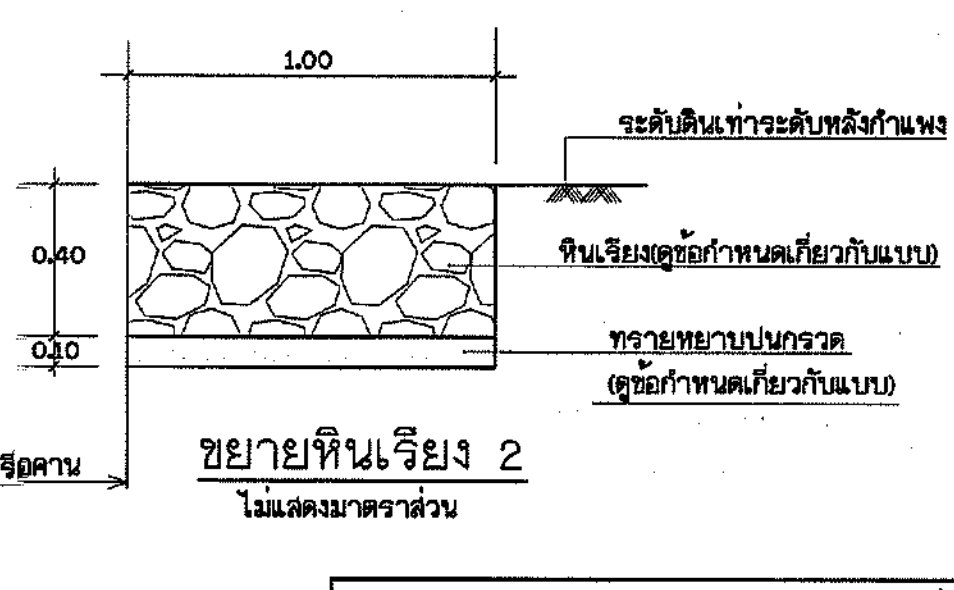 1.00
ระดับดินเท่าระดับหลังกำแพง
0.40
หินเรียง(ดูข้อกำหนดเกี่ยวกับแบบ)
0.10
ทรายหยาบปนกรวด
(ดูข้อกำหนดเกี่ยวกับแบบ)
ขยายหินเรียง 2
ไม่แสดงมาตราส่วน